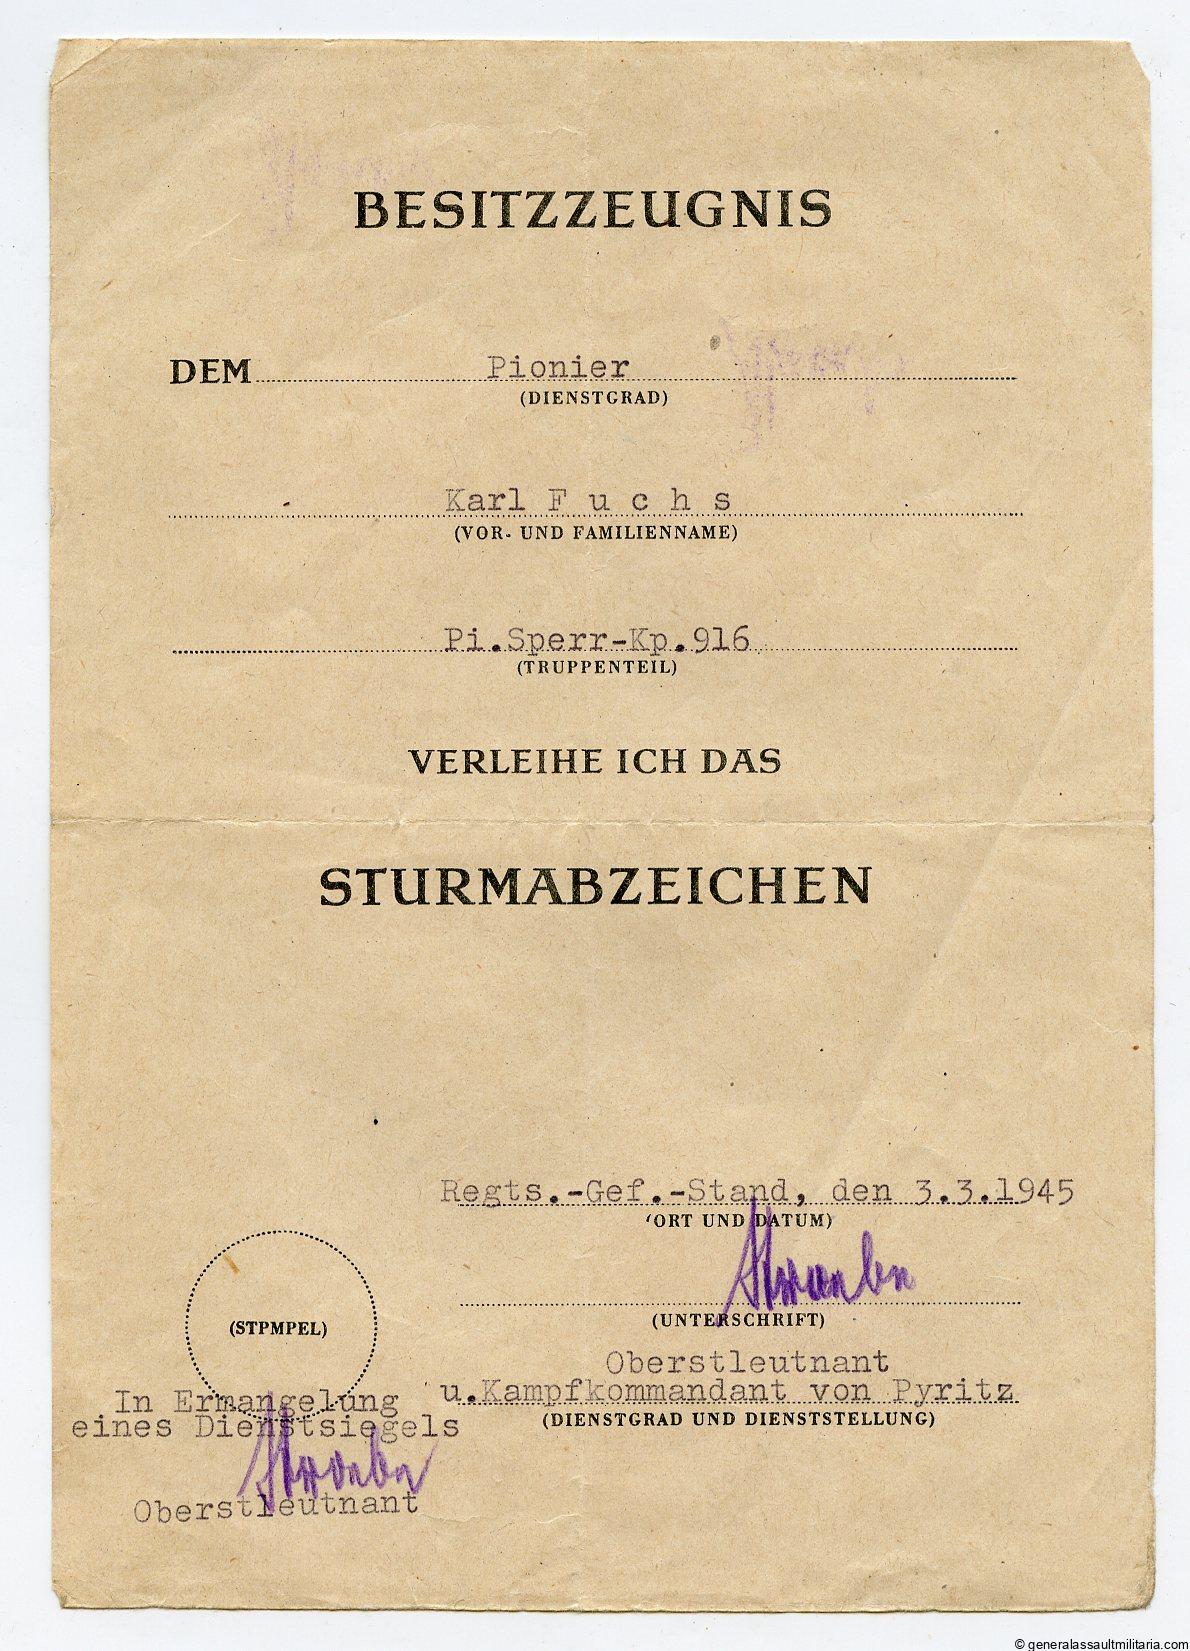 BESITZZEUGNIS
DEM Pionier
(DIENSTGRAD)
Karl F u c h s
(VOR- UND FAMILIENNAME)
Pi.Sperr-Kp.916
(TRUPPENTEIL)
VERLEIHE ICH DAS
STURMABZEICHEN
Regts.-Gef.-Stand, den 3.3.1945
(ORT UND DATUM)
(UNTERSCHRIFT)
Oberstleutnant
u.Kampfkommandant von Pyritz
(DIENSTGRAD UND DIENSTSTELLUNG)
(STPMPEL)
In Ermangelung
eines Dienstsiegels
Oberstleutnant
© generalassaultmilitaria.com